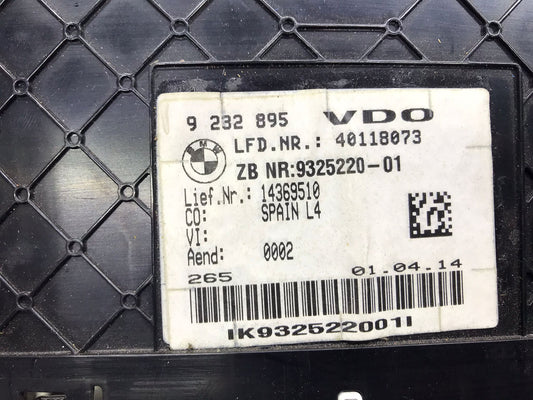 9 232 895 VDO
BMW LFD.NR.: 40118073
ZB NR:9325220-01
Lief.Nr.: 14369510
CO: SPAIN L4
VI:
Aend: 0002
265 01.04.14
IK932522001I